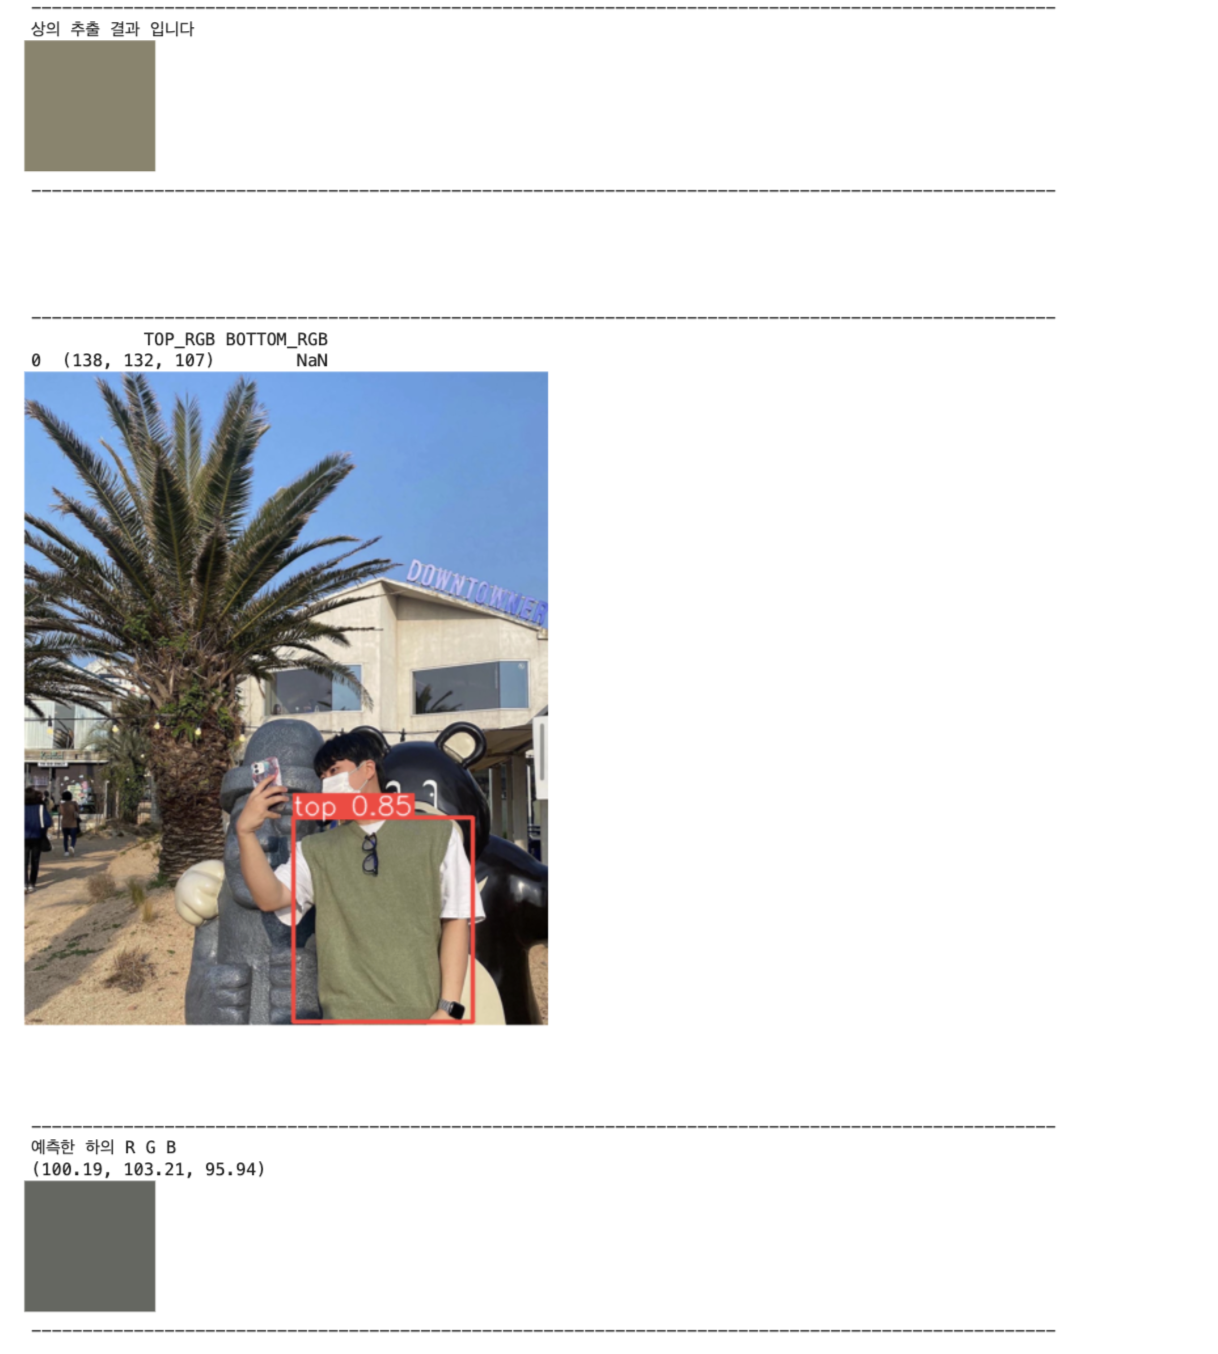 상의 추출 결과 입니다
TOP_RGB BOTTOM_RGB
0 (138, 132, 107) NaN
DOWNTOWNER
top 0.85
예측한 하의 R G B
(100.19, 103.21, 95.94)